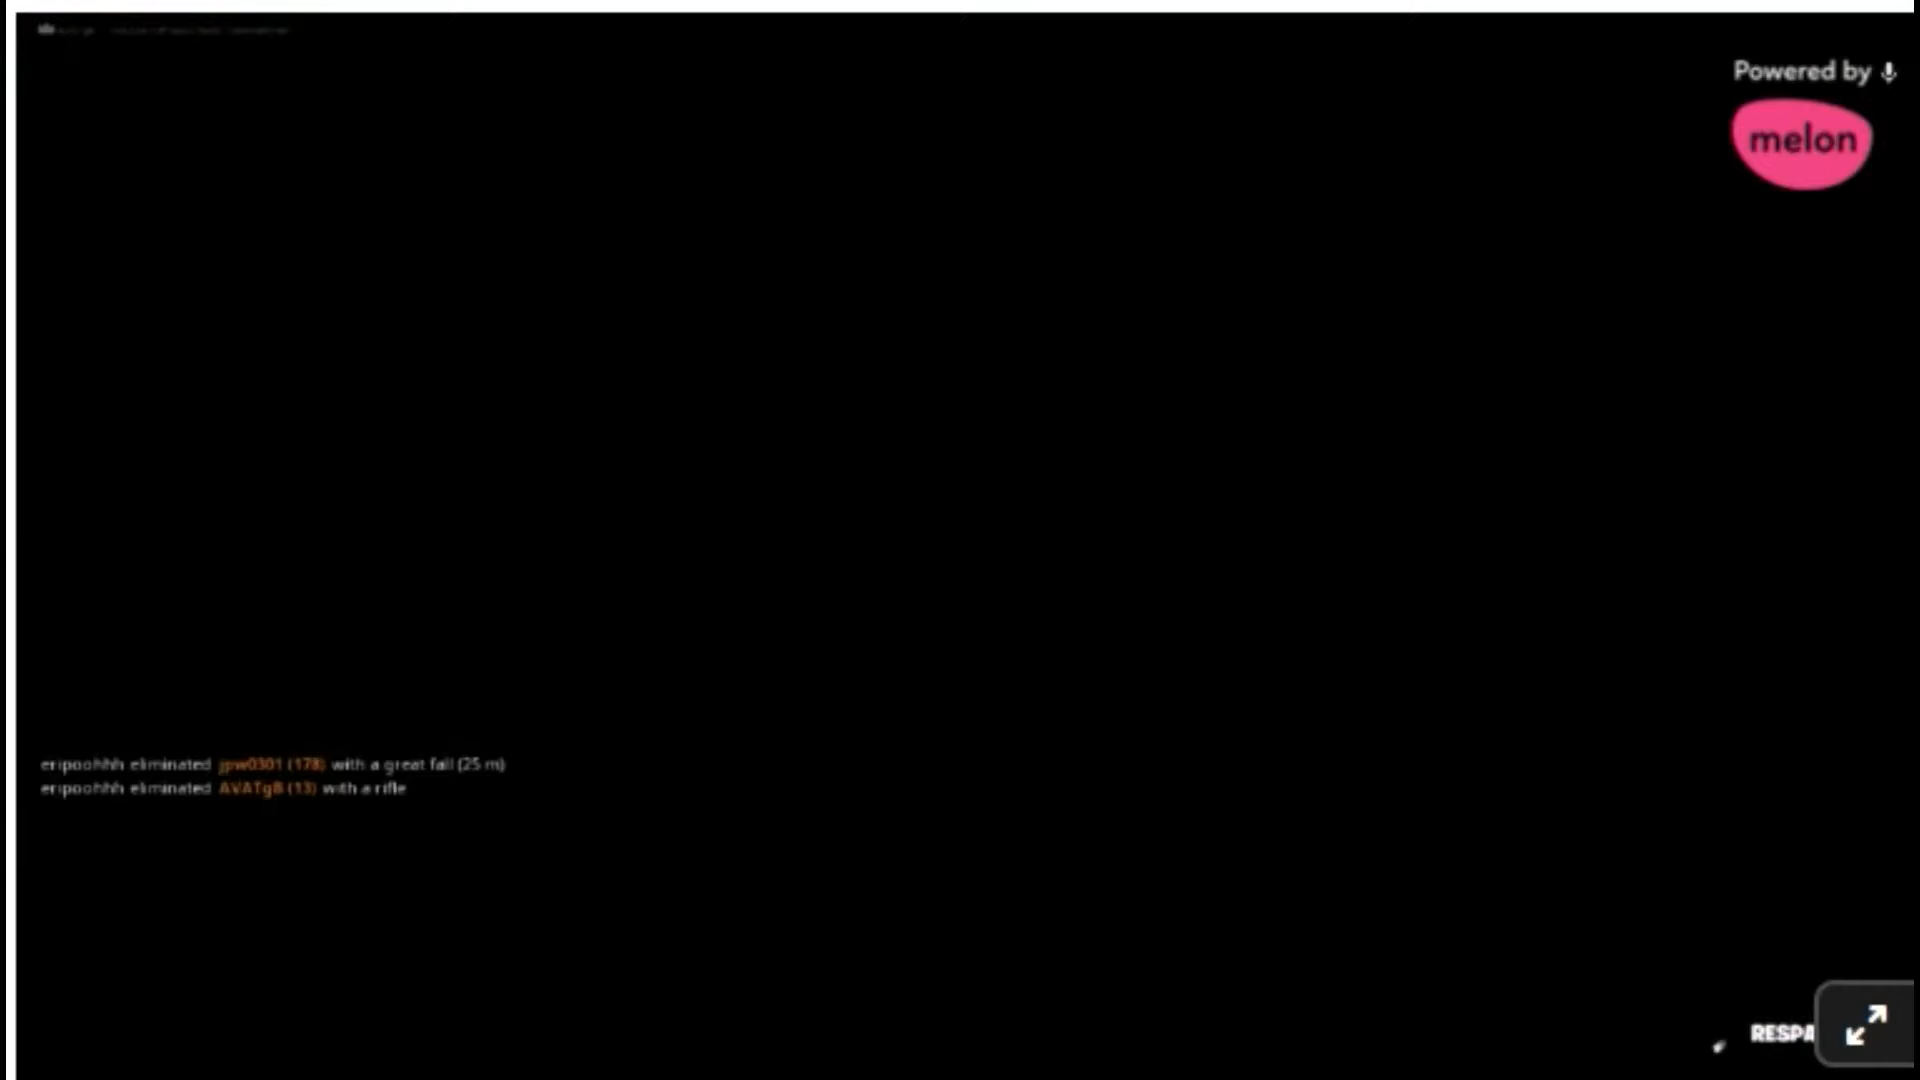 Powered by
melon
eripoohhh eliminated jpw0301 (178) with a great fall (25 m)
eripoohhh eliminated AVATgB (13) with a rifle
RESPA